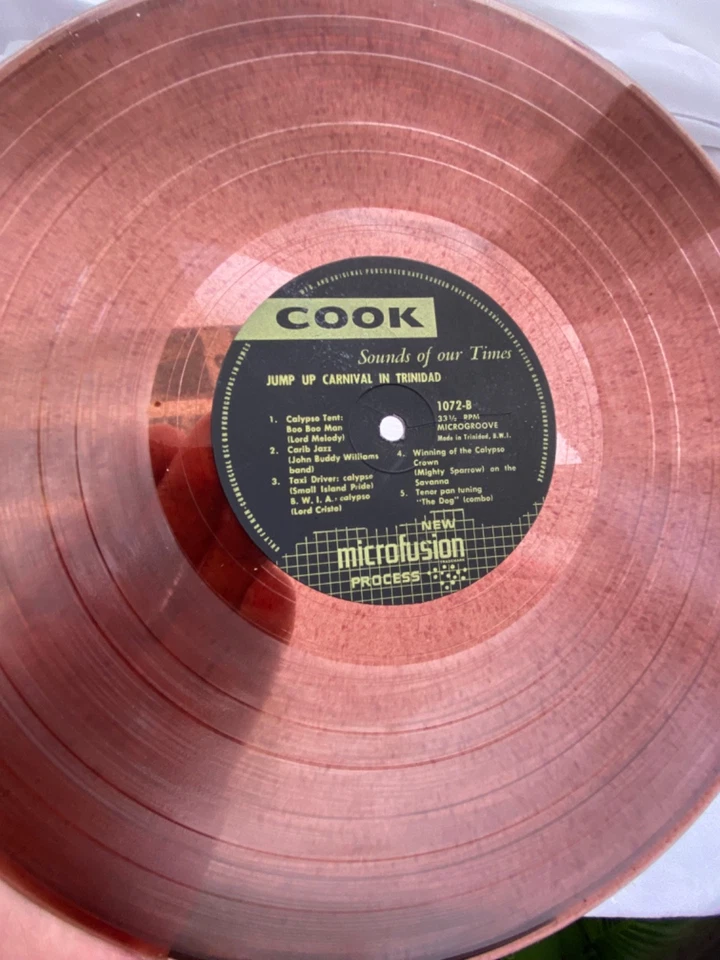 COOK
Sounds of our Times
JUMP UP CARNIVAL IN TRINIDAD
1072-B
33⅓ RPM
MICROGROOVE
Made in Trinidad, B.W.I.
1. Calypso Tent:
Boo Boo Man
(Lord Melody)
2. Carib Jazz
(John Buddy Williams
band)
3. Taxi Driver: calypso
(Small Island Pride)
B. W. I. A. - calypso
(Lord Cristo)
4. Winning of the Calypso
Crown
(Mighty Sparrow) on the
Savanna
5. Tenor pan tuning
"The Dog" (combo)
NEW
microfusion
PROCESS